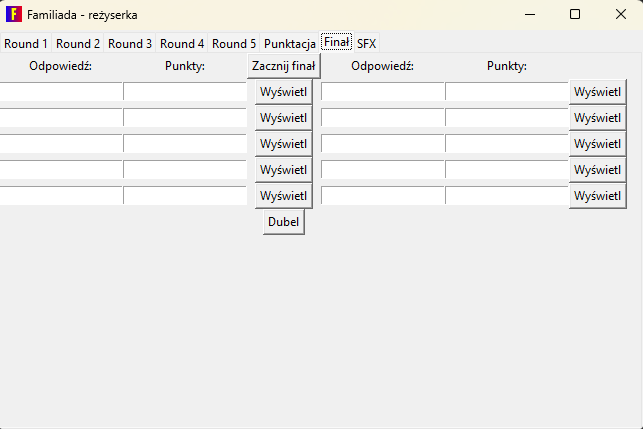 F Familiada - reżyserka
Round 1 Round 2 Round 3 Round 4 Round 5 Punktacja Finał SFX
Odpowiedź: Punkty: Zacznij finał Odpowiedź: Punkty:
Wyświetl Wyświetl
Wyświetl Wyświetl
Wyświetl Wyświetl
Wyświetl Wyświetl
Wyświetl Wyświetl
Dubel